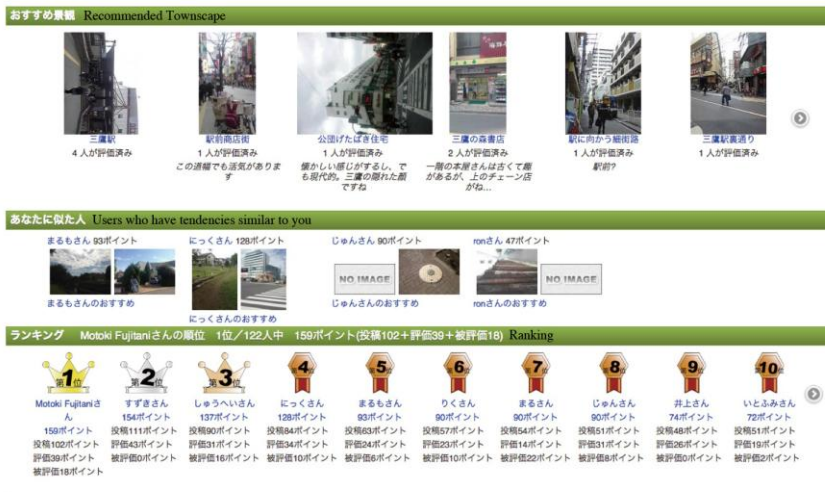 おすすめ景観 Recommended Townscape
三鷹駅 駅前商店街 公団げたばき住宅 三鷹の森書店 駅に向かう細街路 三鷹駅裏通り
4 人が評価済み 1 人が評価済み 1 人が評価済み 2 人が評価済み 1 人が評価済み 1 人が評価済み
この道幅でも活気がありま 懐かしい感じがするし、で 一階の本屋さんは古くて趣 駅前?
す も現代的。三鷹の隠れた顔 があるが、上のチェーン店
ですね がね...
あなたに似た人 Users who have tendencies similar to you
まるもさん 93ポイント にっくさん 128ポイント じゅんさん 90ポイント ronさん 47ポイント
NO IMAGE NO IMAGE
まるもさんのおすすめ じゅんさんのおすすめ ronさんのおすすめ
にっくさんのおすすめ
ランキング Motoki Fujitaniさんの順位 1位/122人中 159ポイント(投稿102+評価39+被評価18) Ranking
第1位 第2位 第3位 4 5 6 7 8 9 10
Motoki Fujitaniさ すずきさん しゅうへいさん にっくさん まるもさん りくさん まるさん じゅんさん 井上さん いとふみさん
ん 154ポイント 137ポイント 128ポイント 93ポイント 90ポイント 90ポイント 90ポイント 74ポイント 72ポイント
159ポイント 投稿111ポイント 投稿90ポイント 投稿84ポイント 投稿63ポイント 投稿57ポイント 投稿54ポイント 投稿51ポイント 投稿48ポイント 投稿51ポイント
投稿102ポイント 評価43ポイント 評価31ポイント 評価34ポイント 評価24ポイント 評価23ポイント 評価14ポイント 評価31ポイント 評価26ポイント 評価19ポイント
評価39ポイント 被評価0ポイント 被評価16ポイント 被評価10ポイント 被評価6ポイント 被評価10ポイント 被評価22ポイント 被評価8ポイント 被評価0ポイント 被評価2ポイント
被評価18ポイント